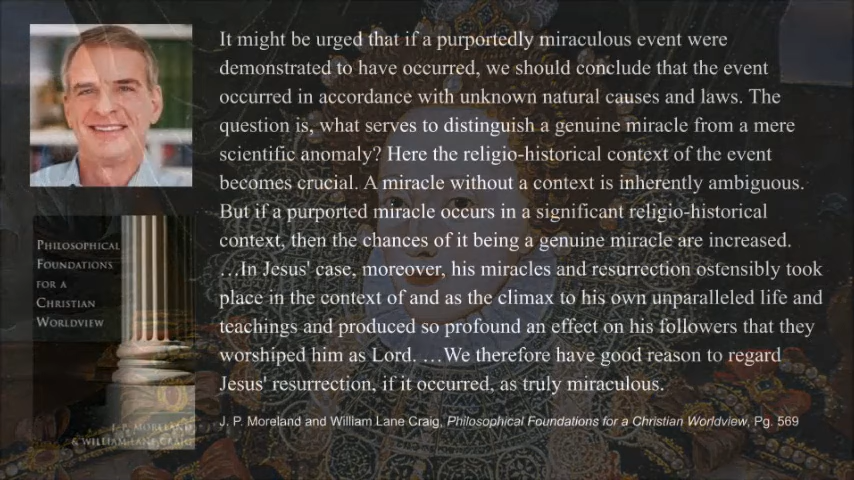 It might be urged that if a purportedly miraculous event were
demonstrated to have occurred, we should conclude that the event
occurred in accordance with unknown natural causes and laws. The
question is, what serves to distinguish a genuine miracle from a mere
scientific anomaly? Here the religio-historical context of the event
becomes crucial. A miracle without a context is inherently ambiguous.
But if a purported miracle occurs in a significant religio-historical
context, then the chances of it being a genuine miracle are increased.
…In Jesus' case, moreover, his miracles and resurrection ostensibly took
place in the context of and as the climax to his own unparalleled life and
teachings and produced so profound an effect on his followers that they
worshiped him as Lord. …We therefore have good reason to regard
Jesus' resurrection, if it occurred, as truly miraculous.
J. P. Moreland and William Lane Craig, Philosophical Foundations for a Christian Worldview, Pg. 569
PHILOSOPHICAL
FOUNDATIONS
FOR A
CHRISTIAN
WORLDVIEW
J. P. MORELAND
& WILLIAM LANE CRAIG